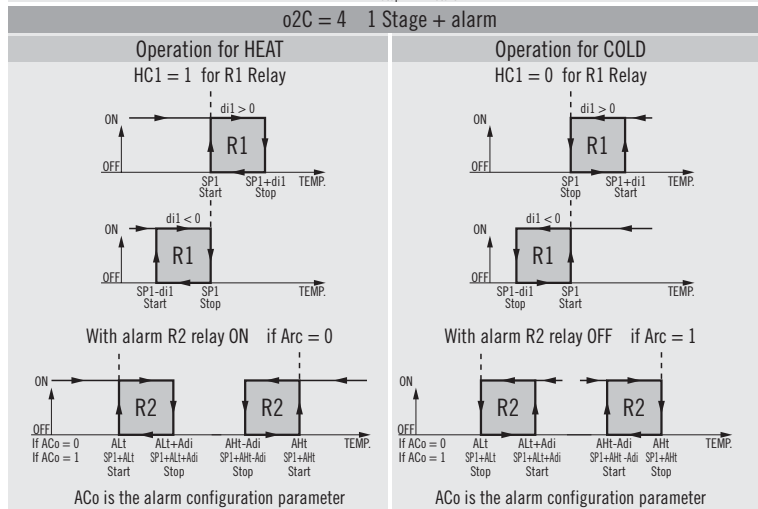 o2C = 4 1 Stage + alarm
Operation for HEAT
HC1 = 1 for R1 Relay
di1 > 0
ON
R1
OFF
SP1 SP1+di1 TEMP.
Start Stop
di1 < 0
ON
R1
OFF
SP1-di1 SP1 TEMP.
Start Stop
With alarm R2 relay ON if Arc = 0
ON
R2 R2
OFF
If ACo = 0 ALt ALt+Adi AHt-Adi AHt TEMP.
If ACo = 1 SP1+ALt SP1+ALt+Adi SP1+AHt-Adi SP1+AHt
Start Stop Stop Start
ACo is the alarm configuration parameter
Operation for COLD
HC1 = 0 for R1 Relay
di1 > 0
ON
R1
OFF
SP1 SP1+di1 TEMP.
Stop Start
di1 < 0
ON
R1
OFF
SP1-di1 SP1 TEMP.
Stop Start
With alarm R2 relay OFF if Arc = 1
ON
R2 R2
OFF
If ACo = 0 ALt ALt+Adi AHt-Adi AHt TEMP.
If ACo = 1 SP1+ALt SP1+ALt+Adi SP1+AHt -Adi SP1+AHt
Stop Start Start Stop
ACo is the alarm configuration parameter